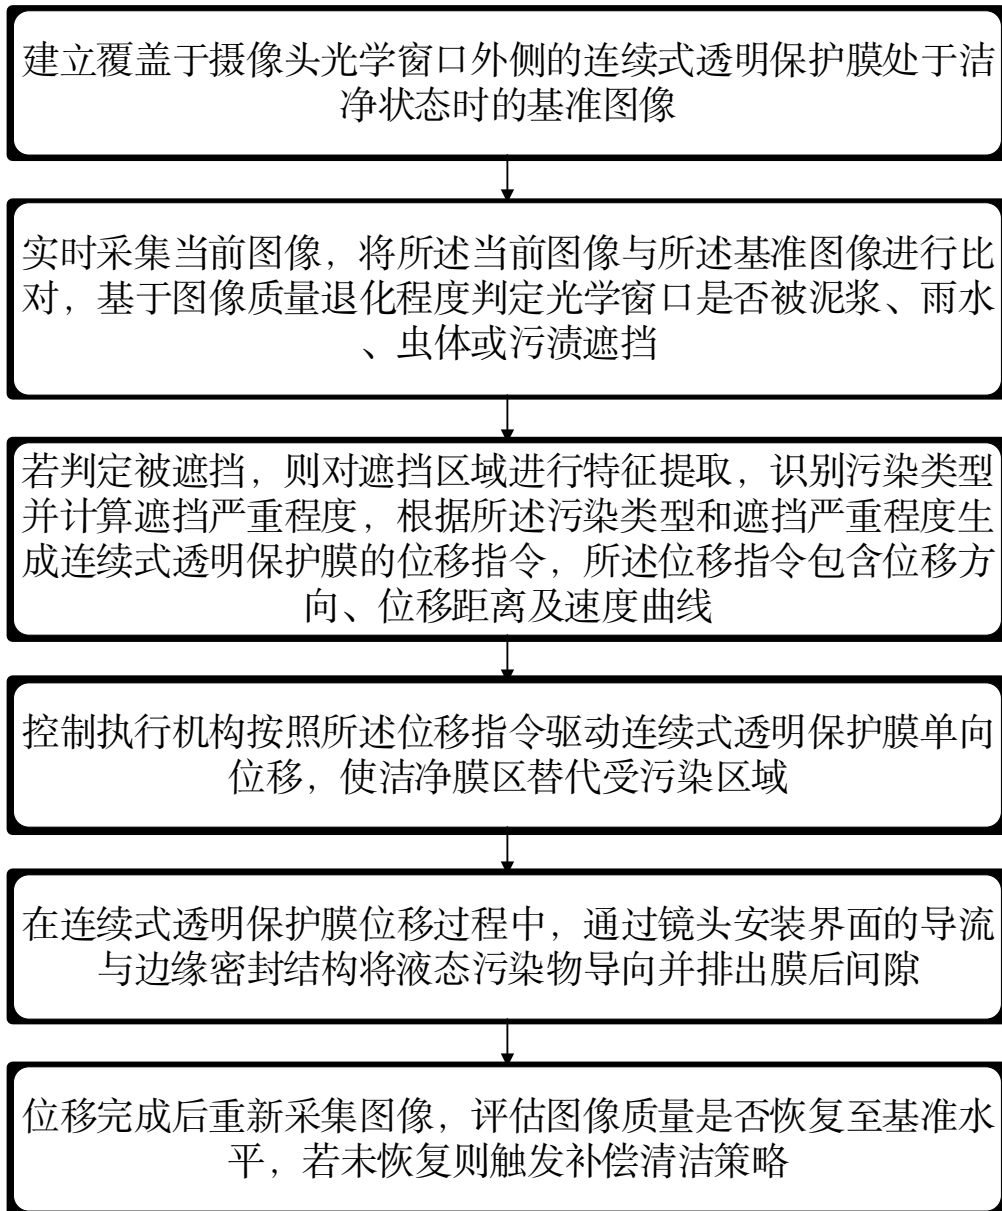 建立覆盖于摄像头光学窗口外侧的连续式透明保护膜处于洁
净状态时的基准图像
实时采集当前图像，将所述当前图像与所述基准图像进行比
对，基于图像质量退化程度判定光学窗口是否被泥浆、雨水
、虫体或污渍遮挡
若判定被遮挡，则对遮挡区域进行特征提取，识别污染类型
并计算遮挡严重程度，根据所述污染类型和遮挡严重程度生
成连续式透明保护膜的位移指令，所述位移指令包含位移方
向、位移距离及速度曲线
控制执行机构按照所述位移指令驱动连续式透明保护膜单向
位移，使洁净膜区替代受污染区域
在连续式透明保护膜位移过程中，通过镜头安装界面的导流
与边缘密封结构将液态污染物导向并排出膜后间隙
位移完成后重新采集图像，评估图像质量是否恢复至基准水
平，若未恢复则触发补偿清洁策略